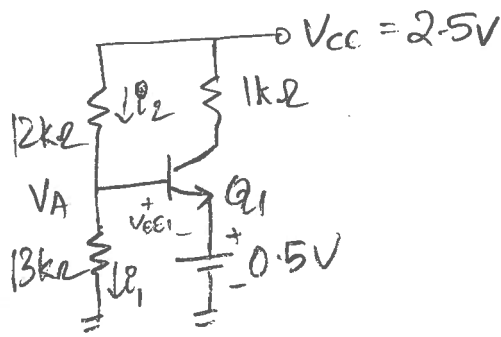 VCC = 2.5V
i2
1kΩ
12kΩ
VA
+
VBE1 -
Q1
+
0.5V
-
13kΩ
i1